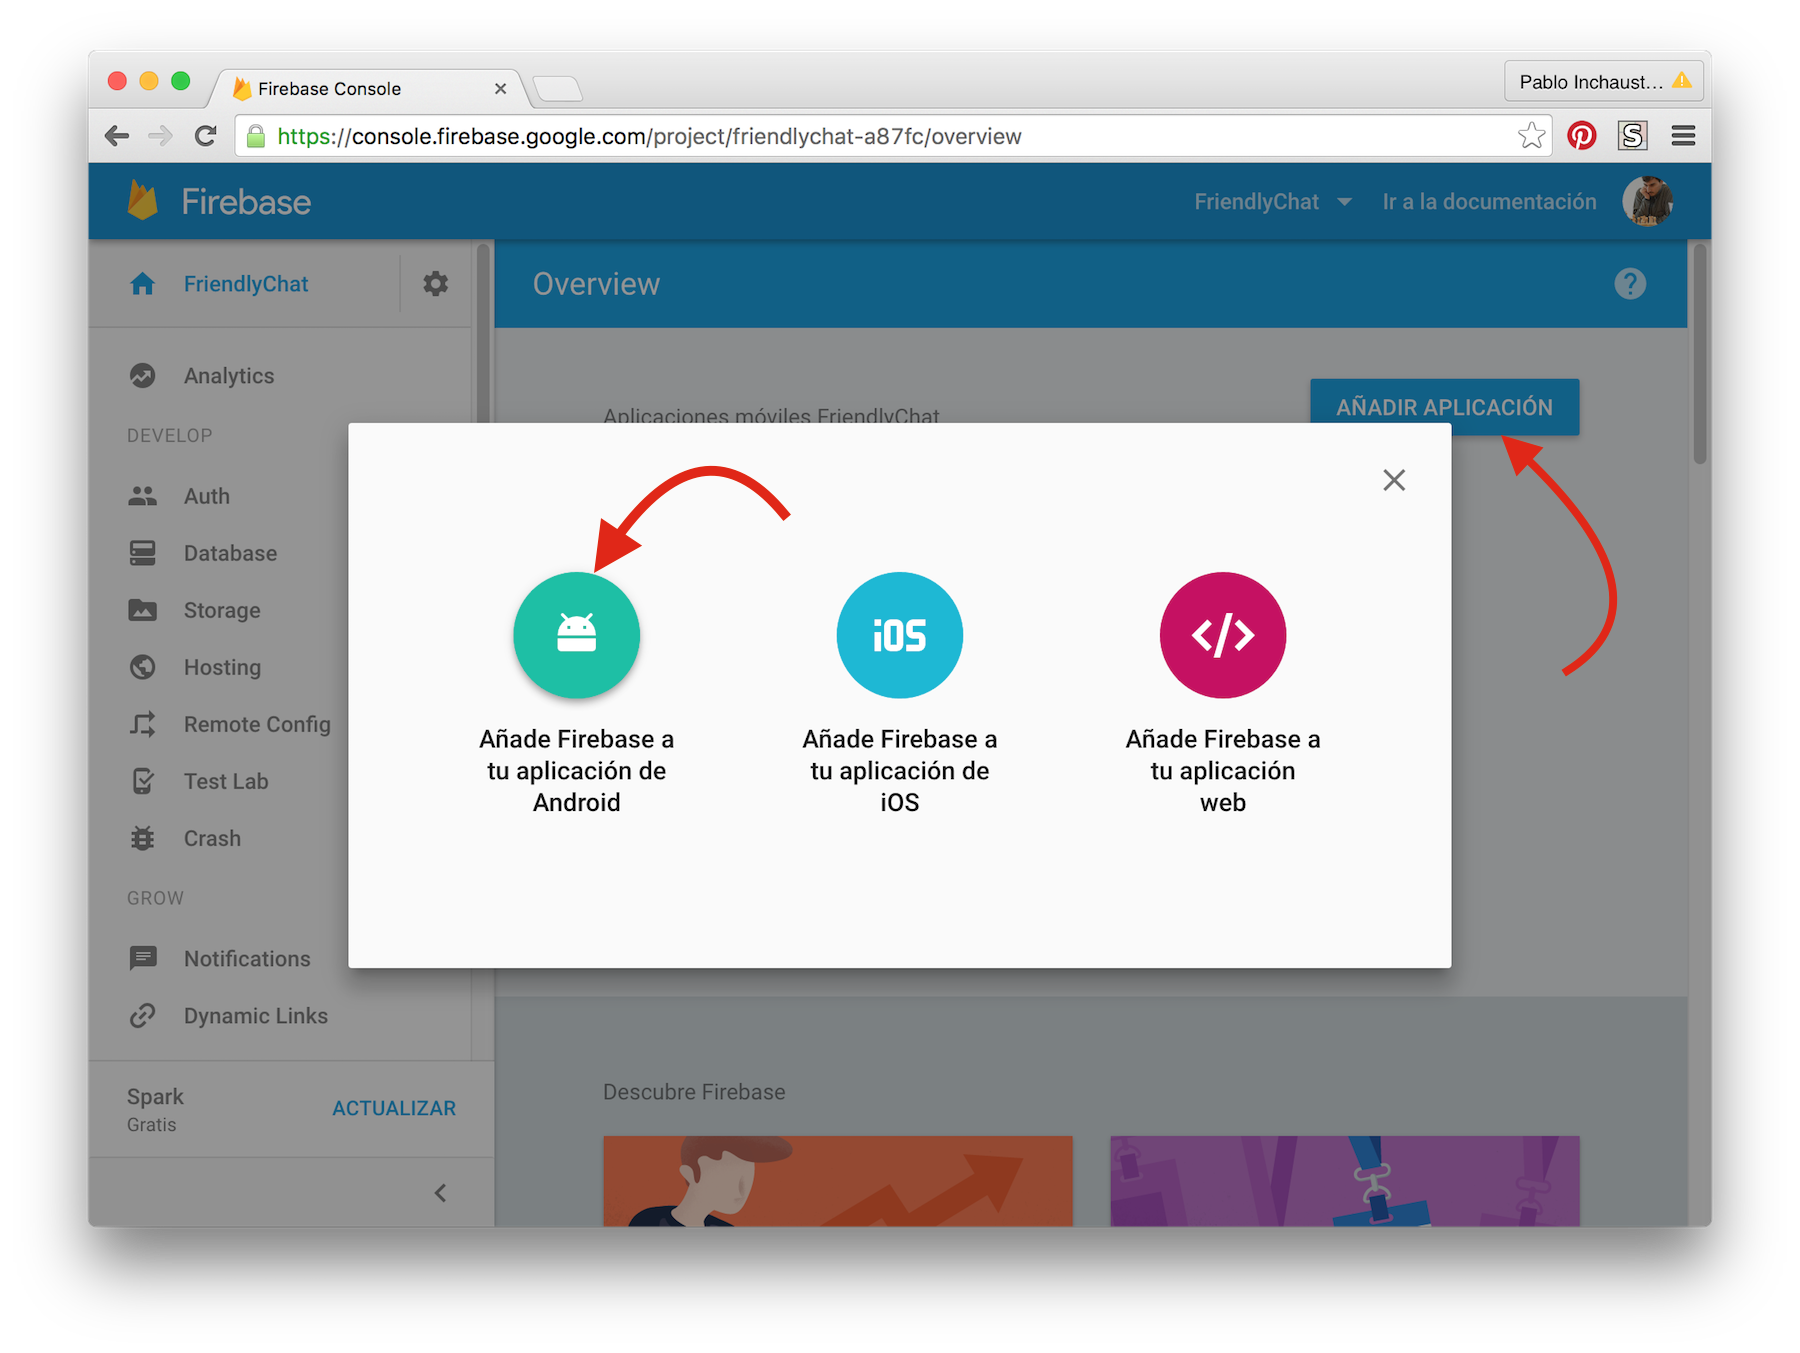 Firebase Console
Pablo Inchaust...
https://console.firebase.google.com/project/friendlychat-a87fc/overview
S
Firebase
FriendlyChat
Ir a la documentación
FriendlyChat
Overview
?
Analytics
DEVELOP
Auth
Database
Storage
Hosting
Remote Config
Test Lab
Crash
GROW
Notifications
Dynamic Links
Spark
Gratis
ACTUALIZAR
Aplicaciones móviles FriendlyChat
AÑADIR APLICACIÓN
Añade Firebase a
tu aplicación de
Android
iOS
Añade Firebase a
tu aplicación de
iOS
</>
Añade Firebase a
tu aplicación
web
Descubre Firebase